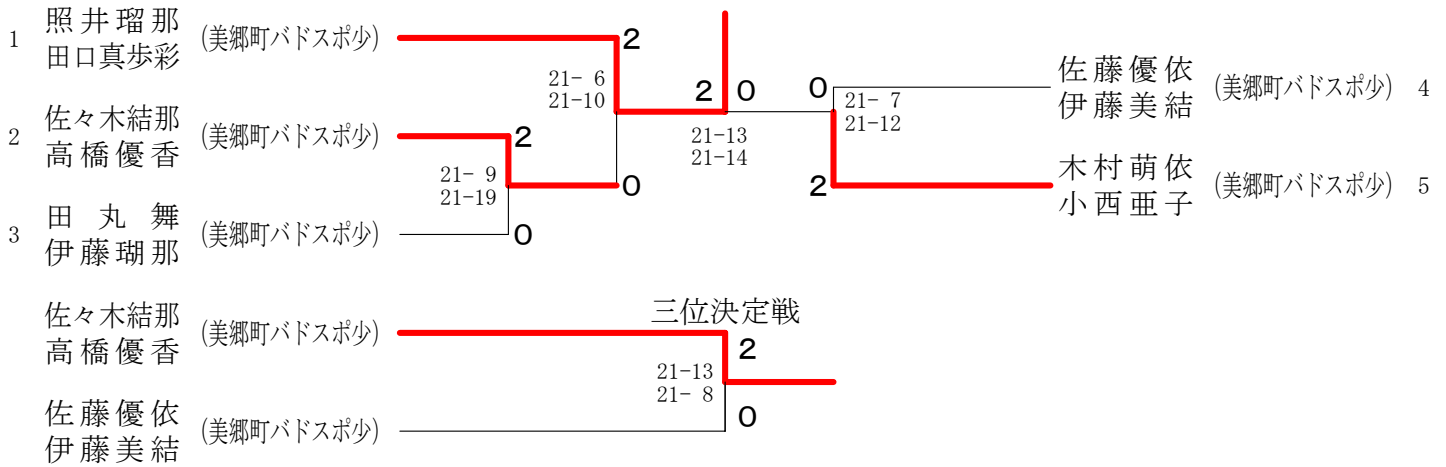 1 照井瑠那 (美郷町バドスポ少)
田口真歩彩
2
21- 6
21-10
2 0
21-13
21-14
0
21- 7
21-12
2
佐藤優依 (美郷町バドスポ少) 4
伊藤美結
木村萌依 (美郷町バドスポ少) 5
小西亜子
2 佐々木結那 (美郷町バドスポ少)
高橋優香
2
21- 9
21-19
0
0
3 田丸舞 (美郷町バドスポ少)
伊藤瑚那
三位決定戦
佐々木結那 (美郷町バドスポ少)
高橋優香
2
21-13
21- 8
0
佐藤優依 (美郷町バドスポ少)
伊藤美結